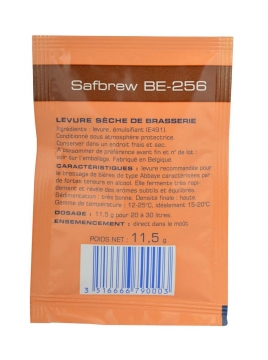 Safbrew BE-256
LEVURE SÈCHE DE BRASSERIE
Ingrédients : levure, émulsifiant (E491)
Conditionné sous atmosphère protectrice
Conserver dans un endroit frais et sec.
A consommer de préférence avant fin et n° de lot :
voir sur l'emballage. Fabriqué en Belgique
CARACTERISTIQUES : levure recommandée pour
le brassage de bières de type Abbaye caractérisées par
de fortes teneurs en alcool. Elle fermente très rapi-
dement et révèle des arômes subtils et équilibrés.
Sédimentation : très bonne. Densité finale : haute
Gamme de température : 12-25°C, idéalement 15-20°C
DOSAGE : 11,5 g pour 20 à 30 litres
ENSEMENCEMENT : direct dans le moût
POIDS NET : 11,5 g
3 516666 790003